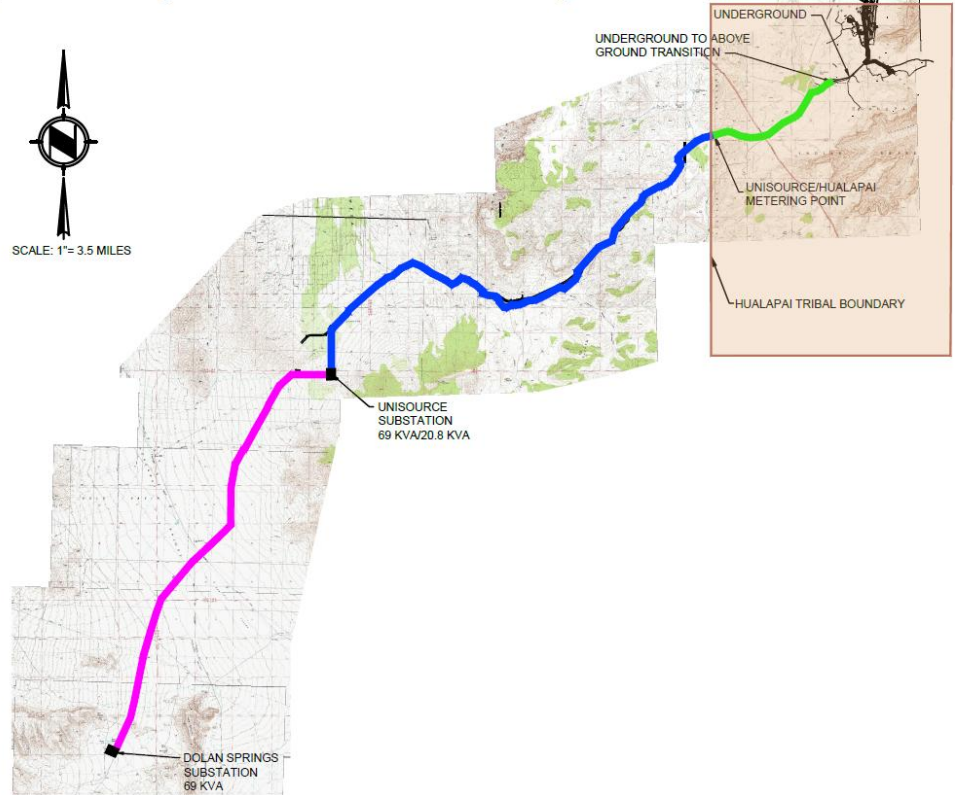 UNDERGROUND
UNDERGROUND TO ABOVE
GROUND TRANSITION
SCALE: 1"= 3.5 MILES
UNISOURCE/HUALAPAI
METERING POINT
HUALAPAI TRIBAL BOUNDARY
UNISOURCE
SUBSTATION
69 KVA/20.8 KVA
DOLAN SPRINGS
SUBSTATION
69 KVA